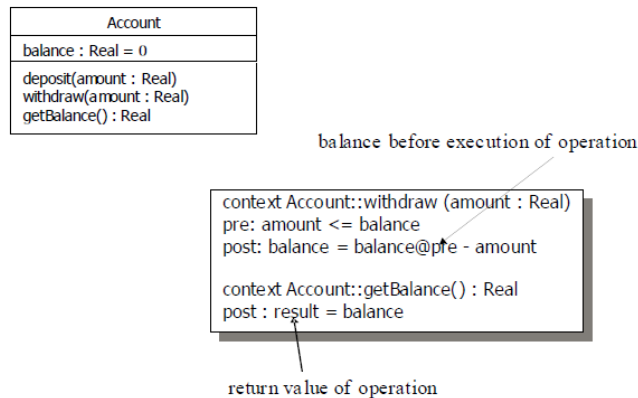 Account
balance : Real = 0
deposit(amount : Real)
withdraw(amount : Real)
getBalance() : Real
balance before execution of operation
context Account::withdraw (amount : Real)
pre: amount <= balance
post: balance = balance@pre - amount
context Account::getBalance() : Real
post : result = balance
return value of operation